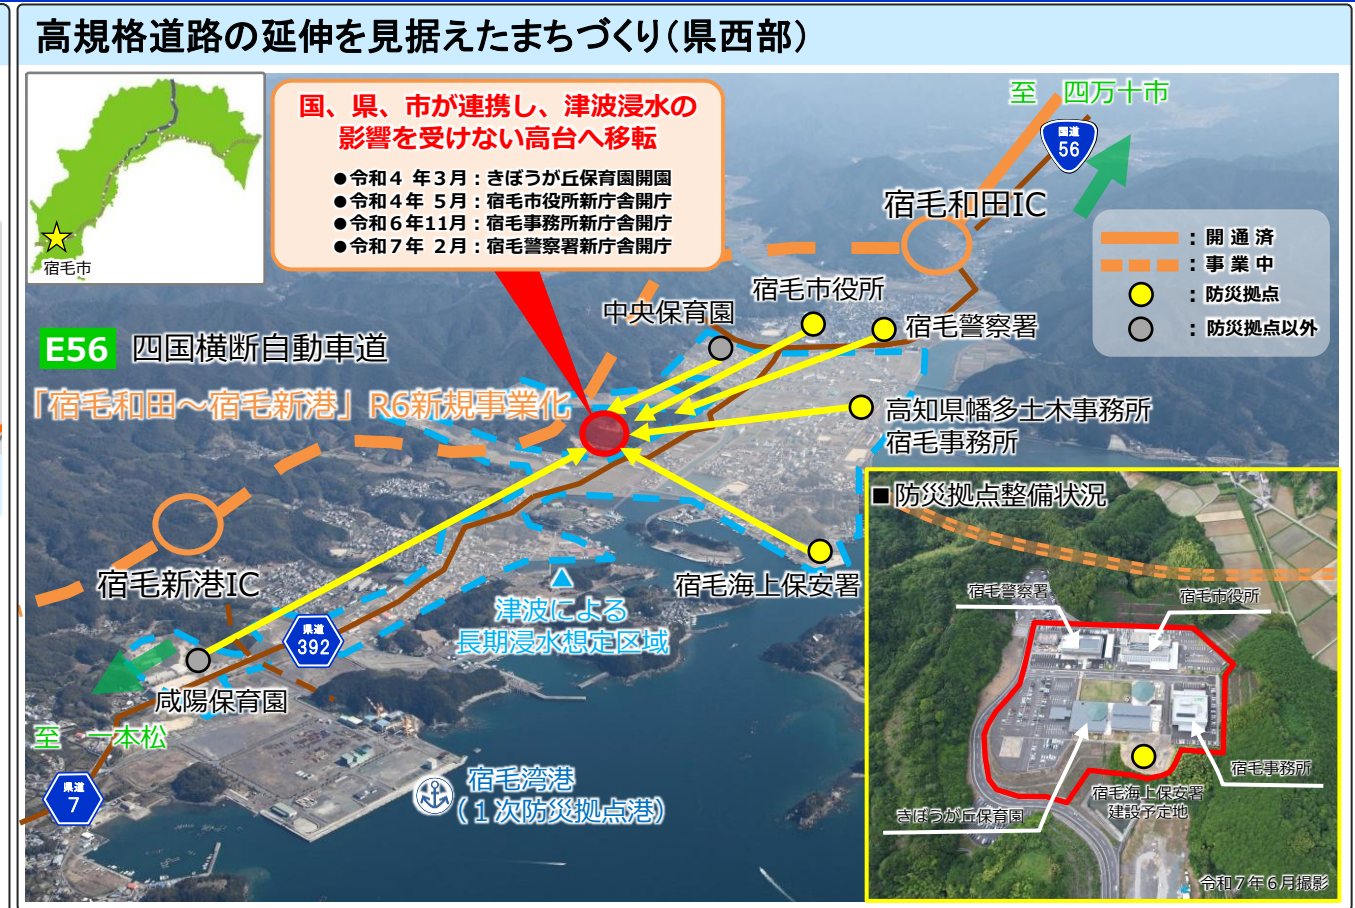 高規格道路の延伸を見据えたまちづくり(県西部)
宿毛市
国、県、市が連携し、津波浸水の
影響を受けない高台へ移転
●令和4 年3月:きぼうが丘保育園開園
●令和4年 5月:宿毛市役所新庁舎開庁
●令和6年11月:宿毛事務所新庁舎開庁
●令和7年 2月:宿毛警察署新庁舎開庁
至 四万十市
国道
56
宿毛和田IC
:開通済
:事業中
:防災拠点
:防災拠点以外
宿毛市役所
中央保育園
宿毛警察署
E56 四国横断自動車道
「宿毛和田~宿毛新港」R6新規事業化
高知県幡多土木事務所
宿毛事務所
宿毛新港IC
宿毛海上保安署
津波による
長期浸水想定区域
県道
392
咸陽保育園
至 一本松
県道
7
宿毛湾港
(1次防災拠点港)
■防災拠点整備状況
宿毛警察署
宿毛市役所
宿毛事務所
宿毛海上保安署
建設予定地
きぼうが丘保育園
令和7年6月撮影